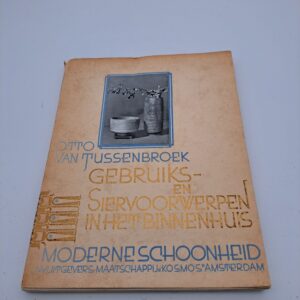 OTTO
VAN TUSSENBROEK
GEBRUIKS-
EN
SIERVOORWERPEN
IN HET BINNENHUIS
MODERNE SCHOONHEID
UITGEVERS-MAATSCHAPPIJ KOSMOS AMSTERDAM